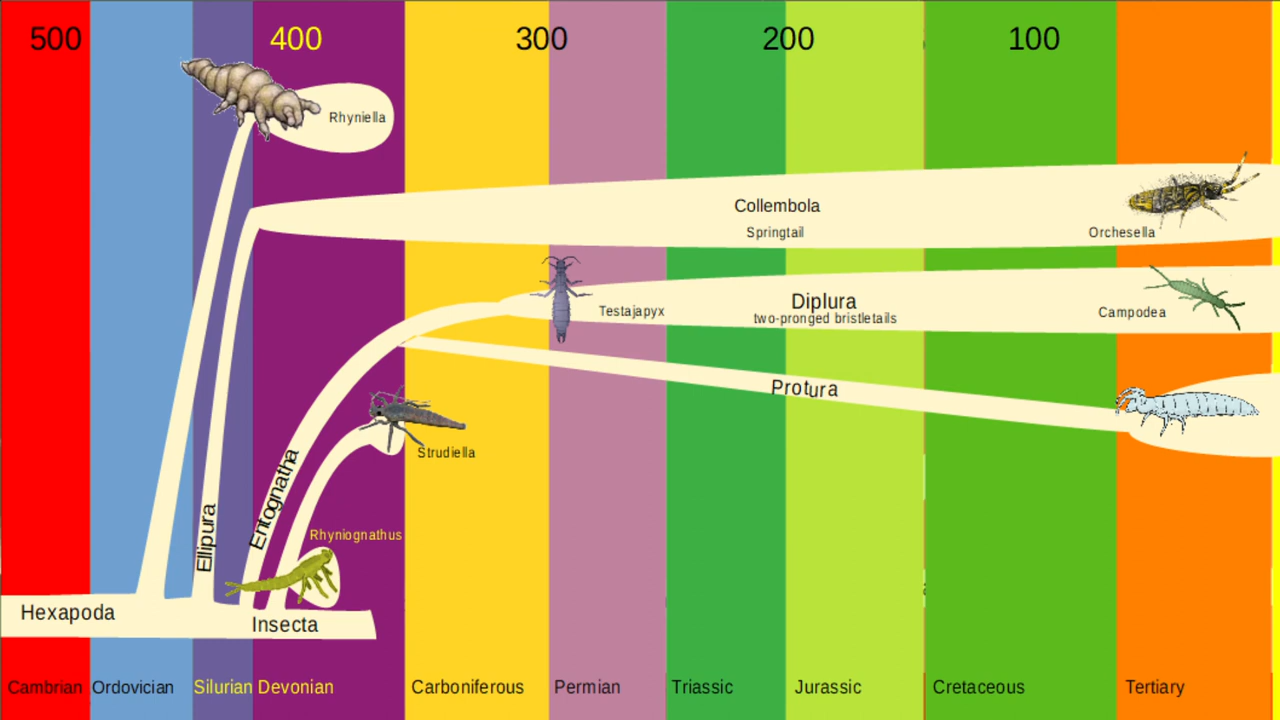 500
400
300
200
100
Rhyniella
Collembola
Springtail
Orchesella
Testajapyx
Diplura
two-pronged bristletails
Campodea
Protura
Strudiella
Entognatha
Ellipura
Rhyniognathus
Hexapoda
Insecta
Cambrian
Ordovician
Silurian
Devonian
Carboniferous
Permian
Triassic
Jurassic
Cretaceous
Tertiary